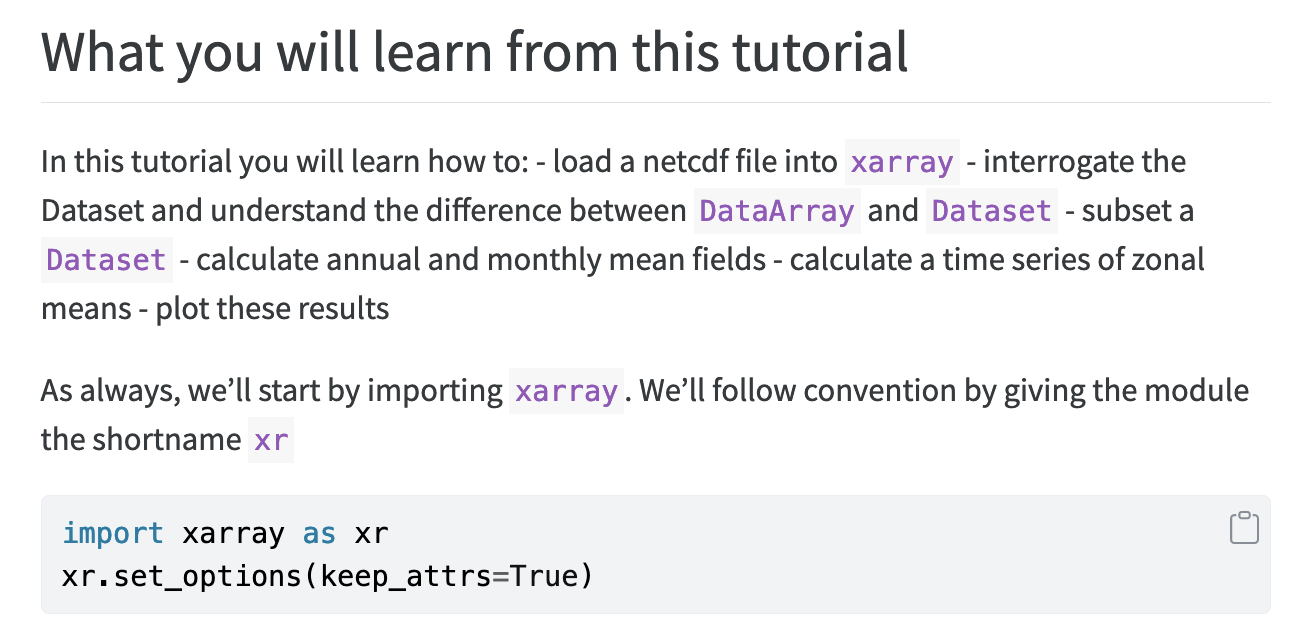 What you will learn from this tutorial
In this tutorial you will learn how to: - load a netcdf file into xarray - interrogate the
Dataset and understand the difference between DataArray and Dataset - subset a
Dataset - calculate annual and monthly mean fields - calculate a time series of zonal
means - plot these results
As always, we’ll start by importing xarray. We’ll follow convention by giving the module
the shortname xr
import xarray as xr
xr.set_options(keep_attrs=True)